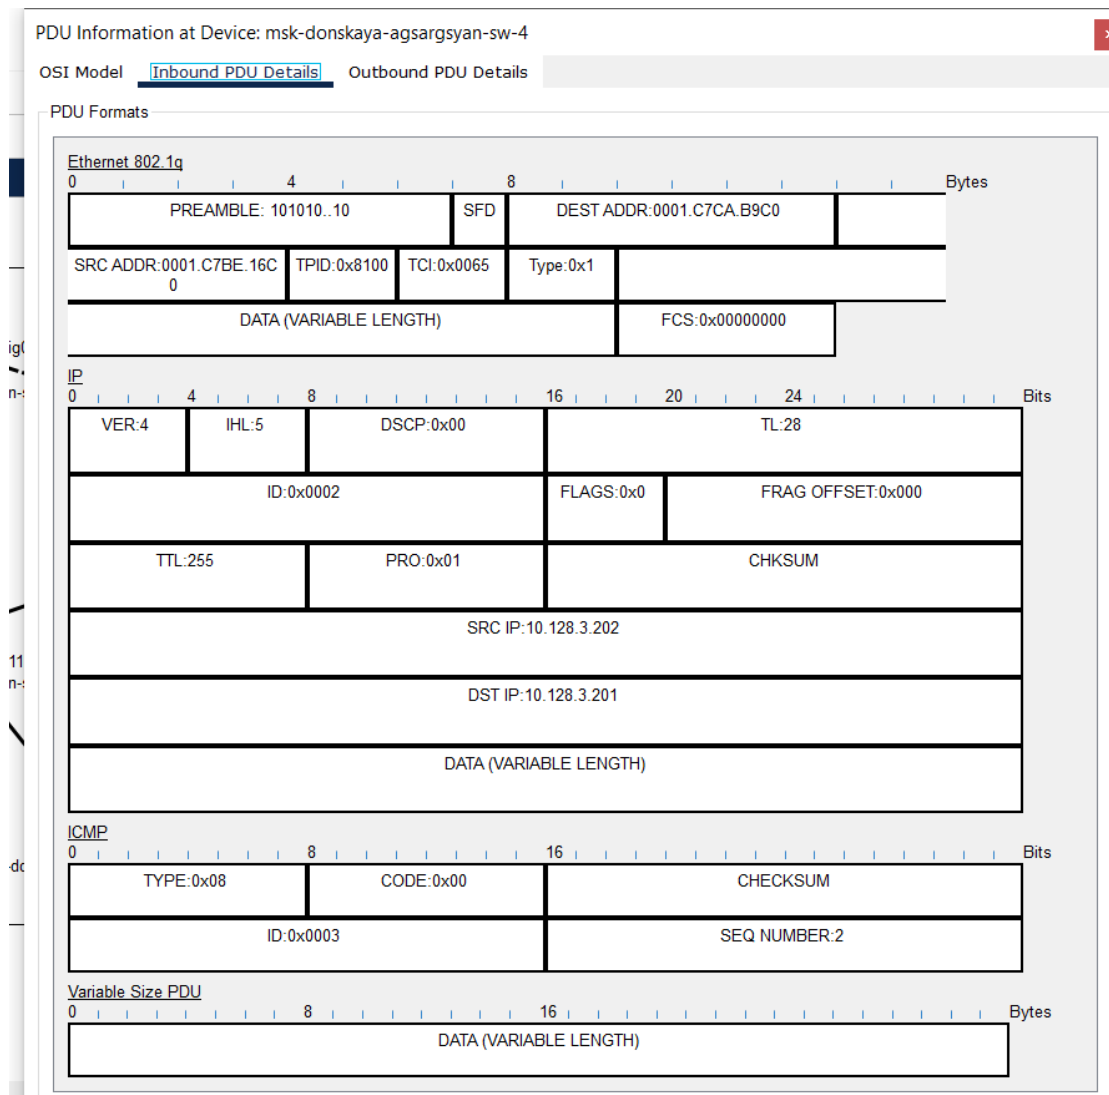 PDU Information at Device: msk-donskaya-agsargsyan-sw-4
OSI Model Inbound PDU Details Outbound PDU Details
PDU Formats
Ethernet 802.1q
0 4 8 Bytes
PREAMBLE: 101010..10 SFD DEST ADDR:0001.C7CA.B9C0
SRC ADDR:0001.C7BE.16C
0
TPID:0x8100 TCI:0x0065 Type:0x1
DATA (VARIABLE LENGTH) FCS:0x00000000
IP
0 4 8 16 20 24 Bits
VER:4 IHL:5 DSCP:0x00 TL:28
ID:0x0002 FLAGS:0x0 FRAG OFFSET:0x000
TTL:255 PRO:0x01 CHKSUM
SRC IP:10.128.3.202
DST IP:10.128.3.201
DATA (VARIABLE LENGTH)
ICMP
0 8 16 Bits
TYPE:0x08 CODE:0x00 CHECKSUM
ID:0x0003 SEQ NUMBER:2
Variable Size PDU
0 8 16 Bytes
DATA (VARIABLE LENGTH)